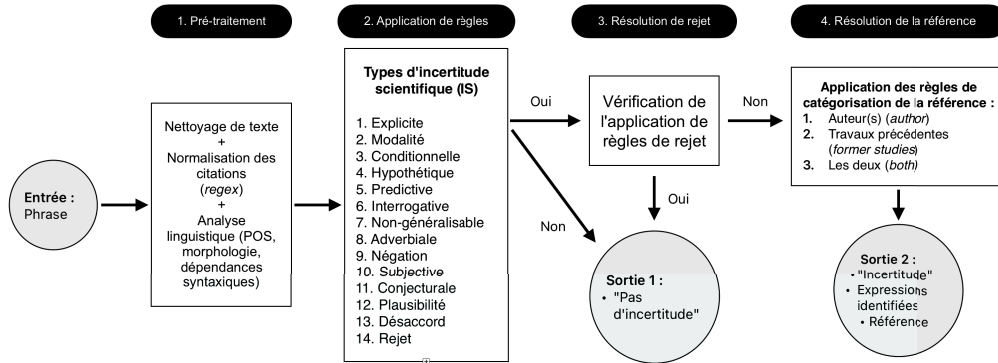 1. Pré-traitement
2. Application de règles
3. Résolution de rejet
4. Résolution de la référence
Entrée :
Phrase
Nettoyage de texte
+
Normalisation des
citations
(regex)
+
Analyse
linguistique (POS,
morphologie,
dépendances
syntaxiques)
Types d'incertitude
scientifique (IS)
1. Explicite
2. Modalité
3. Conditionnelle
4. Hypothétique
5. Predictive
6. Interrogative
7. Non-généralisable
8. Adverbiale
9. Négation
10. Subjective
11. Conjecturale
12. Plausibilité
13. Désaccord
14. Rejet
Oui
Non
Vérification de
l'application de
règles de rejet
Non
Oui
Sortie 1 :
• "Pas
d'incertitude"
Application des règles de
catégorisation de la référence :
1. Auteur(s) (author)
2. Travaux précédentes
(former studies)
3. Les deux (both)
Sortie 2 :
• "Incertitude"
• Expressions
identifiées
• Référence